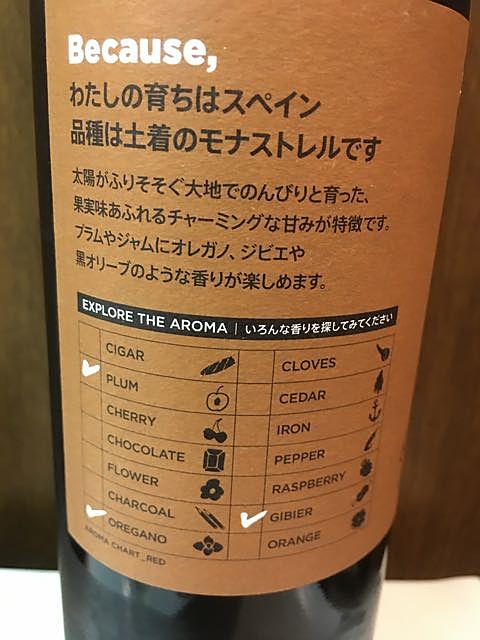 Because,
わたしの育ちはスペイン
品種は土着のモナストレルです
太陽がふりそそぐ大地でのんびりと育った、
果実味あふれるチャーミングな甘みが特徴です。
プラムやジャムにオレガノ、ジビエや
黒オリーブのような香りが楽しめます。
EXPLORE THE AROMA | いろんな香りを探してみてください
CIGAR
PLUM
CHERRY
CHOCOLATE
FLOWER
CHARCOAL
OREGANO
CLOVES
CEDAR
IRON
PEPPER
RASPBERRY
GIBIER
ORANGE
AROMA CHART_RED